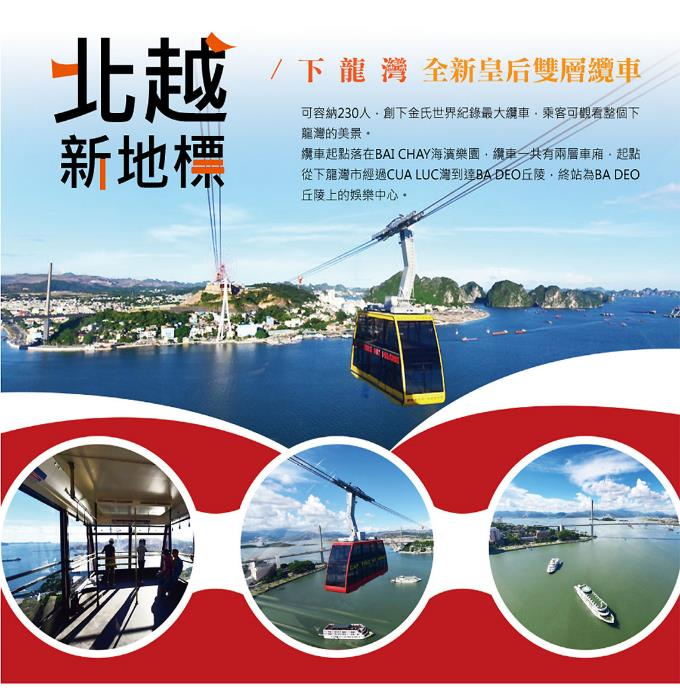 北越
新地標
/ 下龍灣 全新皇后雙層纜車
可容納230人，創下金氏世界紀錄最大纜車，乘客可觀看整個下
龍灣的美景。
纜車起點落在BAI CHAY海濱樂園，纜車一共有兩層車廂，起點
從下龍灣市經過CUA LUC灣到達BA DEO丘陵，終站為BA DEO
丘陵上的娛樂中心。